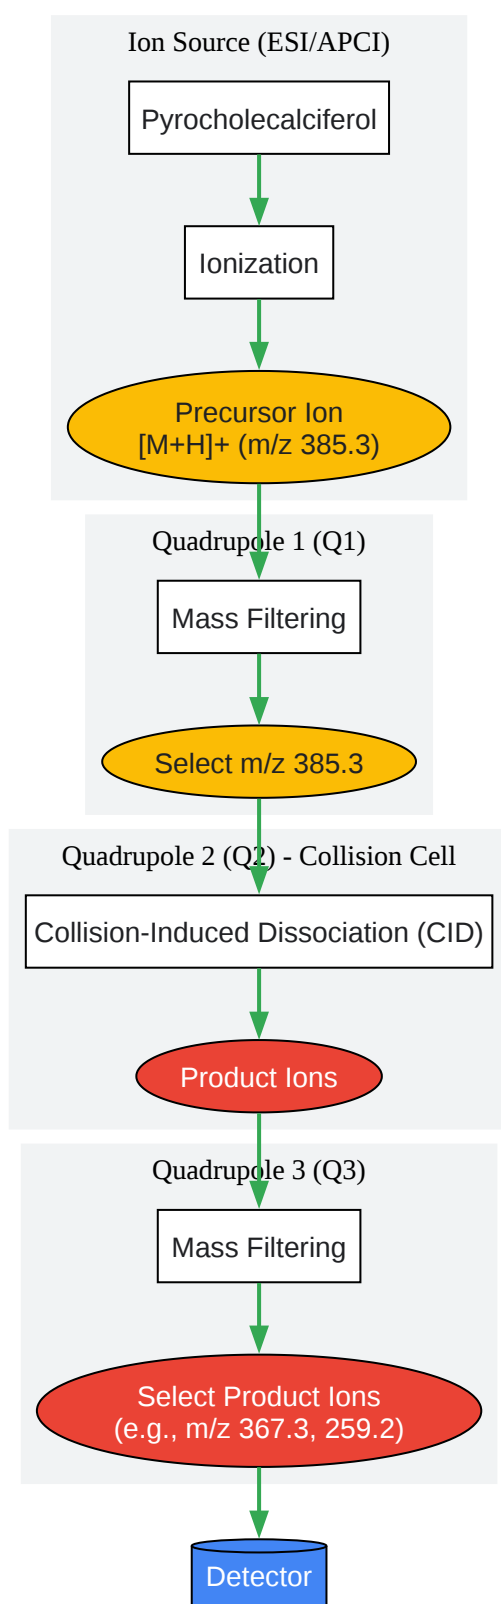 Ion Source (ESI/APCI)
Pyrocholecalciferol
Ionization
Precursor Ion
[M+H]+ (m/z 385.3)
Quadrupole 1 (Q1)
Mass Filtering
Select m/z 385.3
Quadrupole 2 (Q2) - Collision Cell
Collision-Induced Dissociation (CID)
Product Ions
Quadrupole 3 (Q3)
Mass Filtering
Select Product Ions
(e.g., m/z 367.3, 259.2)
Detector